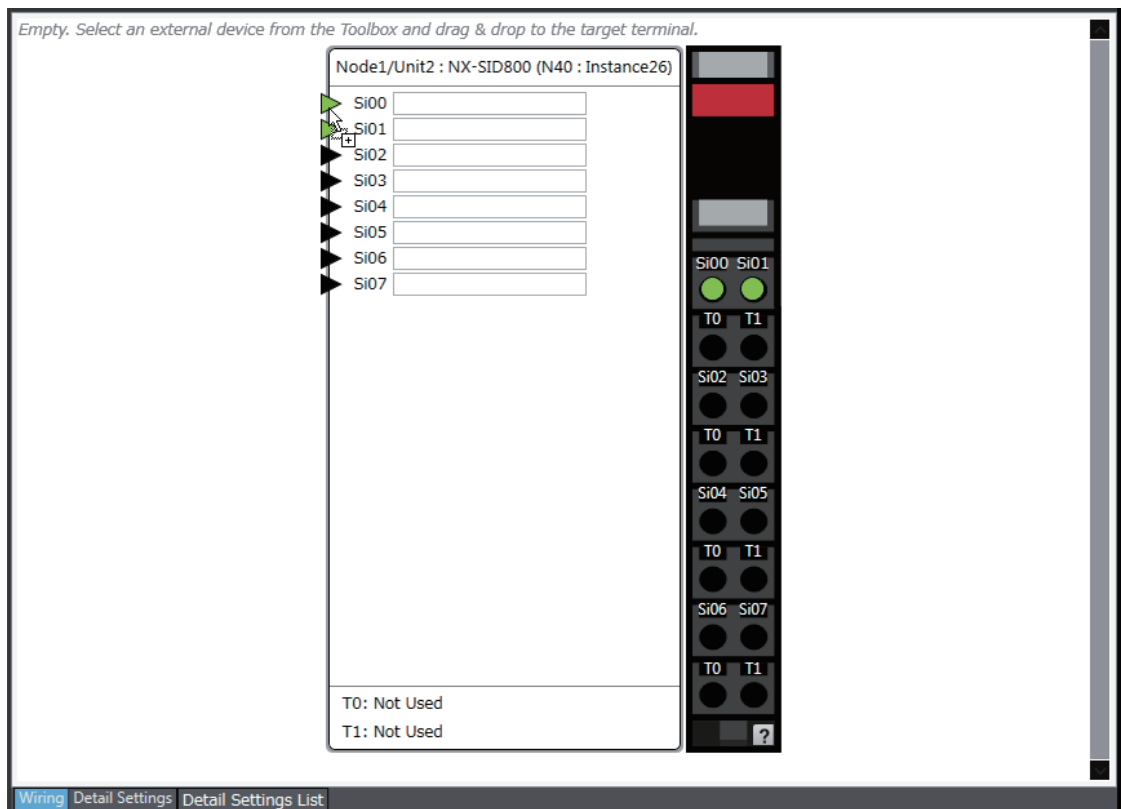 Empty. Select an external device from the Toolbox and drag & drop to the target terminal.
Node1/Unit2 : NX-SID800 (N40 : Instance26)
Si00
Si01
Si02
Si03
Si04
Si05
Si06
Si07
T0: Not Used
T1: Not Used
Si00 Si01
T0 T1
Si02 Si03
T0 T1
Si04 Si05
T0 T1
Si06 Si07
T0 T1
?
Wiring Detail Settings Detail Settings List